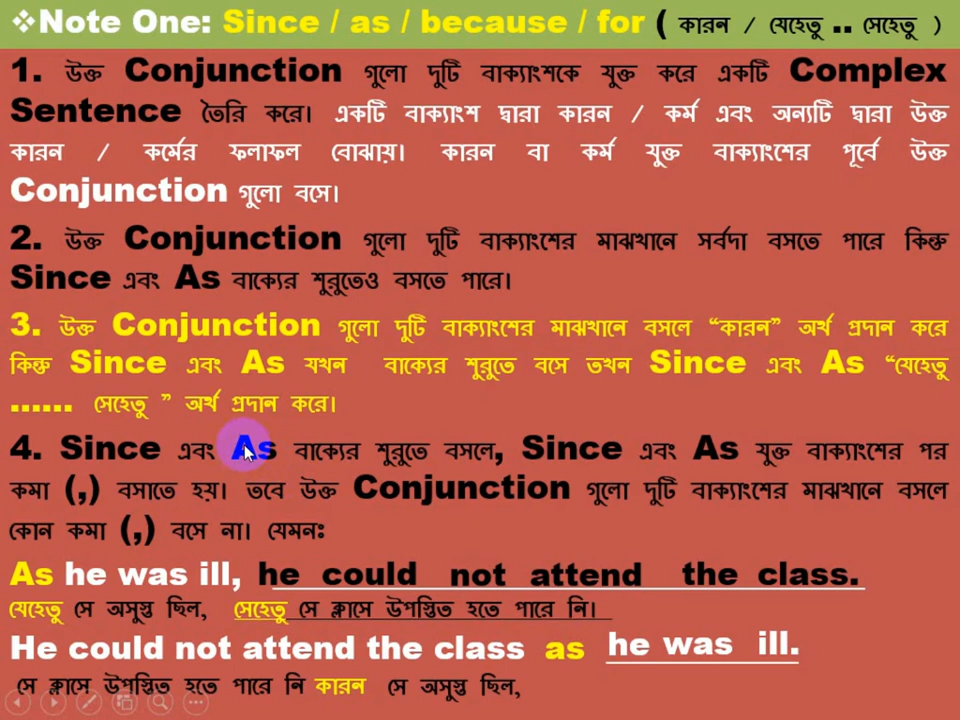 ❖Note One: Since / as / because / for ( কারন / যেহেতু .. সেহেতু )
1. উক্ত Conjunction গুলো দুটি বাক্যাংশকে যুক্ত করে একটি Complex
Sentence তৈরি করে। একটি বাক্যাংশ দ্বারা কারন / কর্ম এবং অন্যটি দ্বারা উক্ত
কারন / কর্মের ফলাফল বোঝায়। কারন বা কর্ম যুক্ত বাক্যাংশের পূর্বে উক্ত
Conjunction গুলো বসে।
2. উক্ত Conjunction গুলো দুটি বাক্যাংশের মাঝখানে সর্বদা বসতে পারে কিন্তু
Since এবং As বাক্যের শুরুতেও বসতে পারে।
3. উক্ত Conjunction গুলো দুটি বাক্যাংশের মাঝখানে বসলে “কারন” অর্থ প্রদান করে
কিন্তু Since এবং As যখন বাক্যের শুরুতে বসে তখন Since এবং As “যেহেতু
...... সেহেতু ” অর্থ প্রদান করে।
4. Since এবং As বাক্যের শুরুতে বসলে, Since এবং As যুক্ত বাক্যাংশের পর
কমা (,) বসাতে হয়। তবে উক্ত Conjunction গুলো দুটি বাক্যাংশের মাঝখানে বসলে
কোন কমা (,) বসে না। যেমনঃ
As he was ill, he could not attend the class.
যেহেতু সে অসুস্ত ছিল, সেহেতু সে ক্লাসে উপস্তিত হতে পারে নি।
He could not attend the class as he was ill.
সে ক্লাসে উপস্তিত হতে পারে নি কারন সে অসুস্ত ছিল,